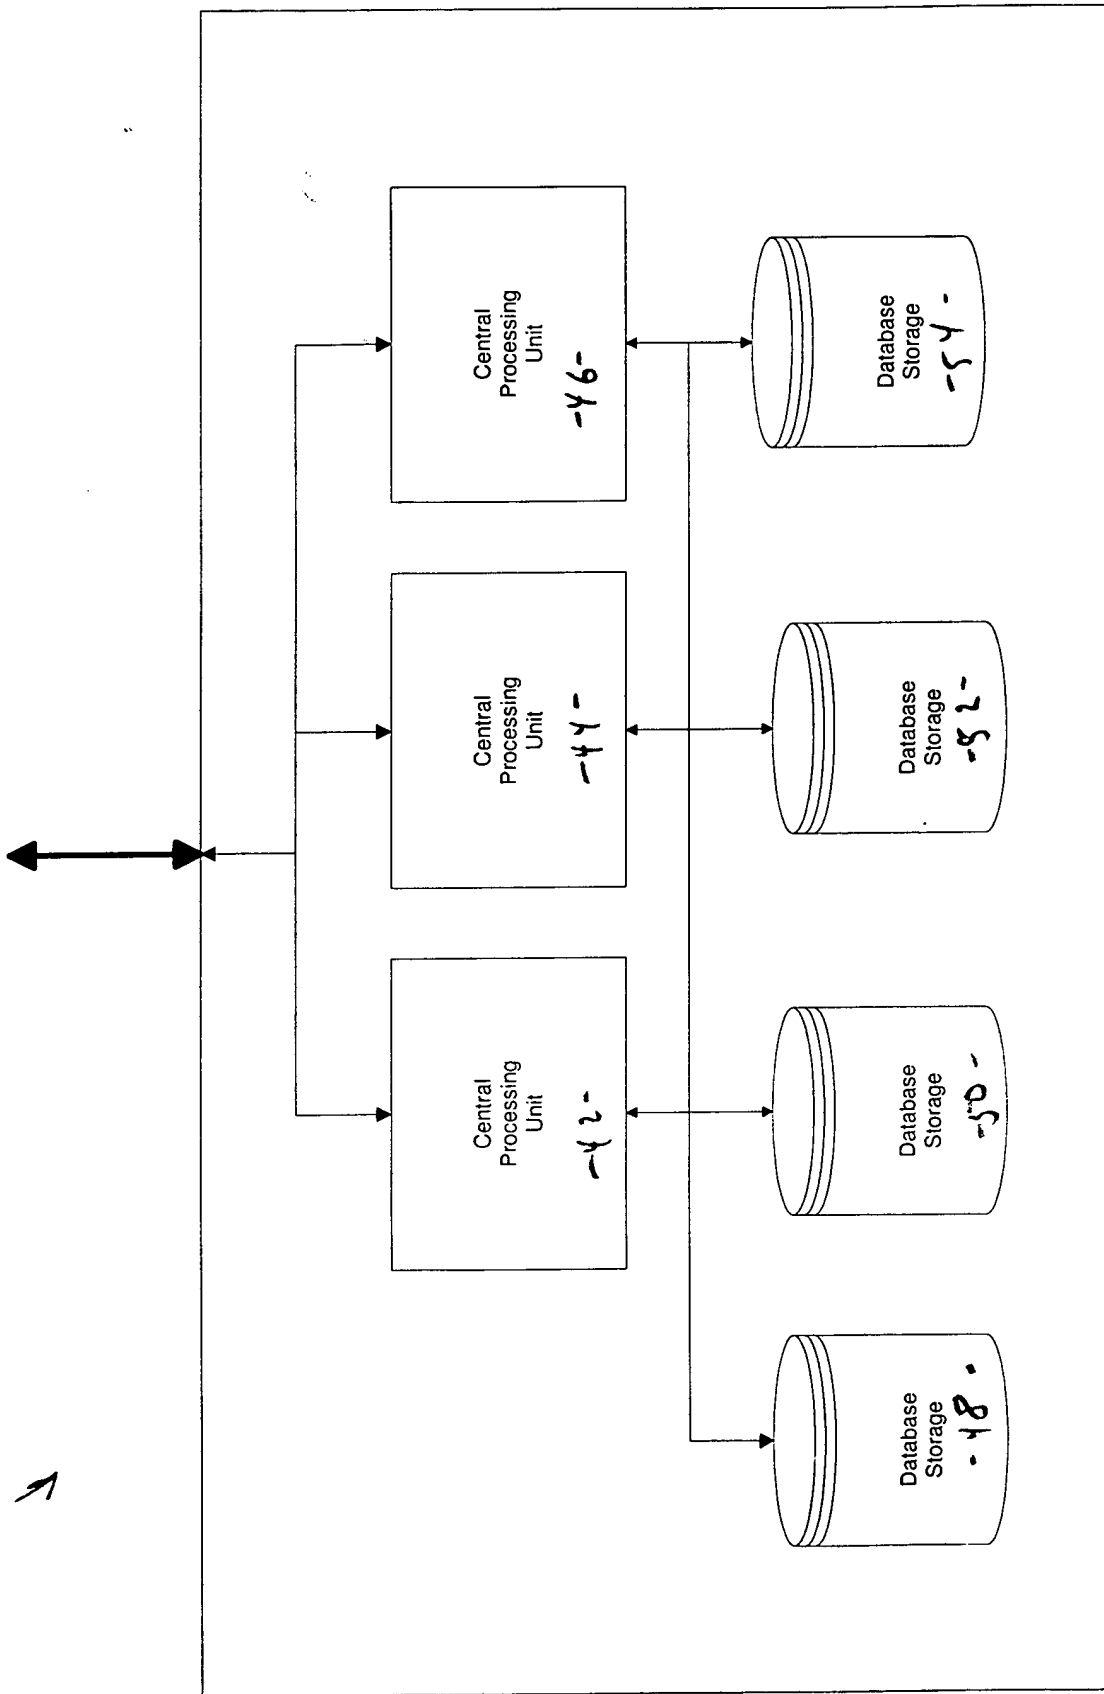 Central
Processing
Unit
-42-
Central
Processing
Unit
-44-
Central
Processing
Unit
-46-
Database
Storage
-48-
Database
Storage
-50-
Database
Storage
-52-
Database
Storage
-54-